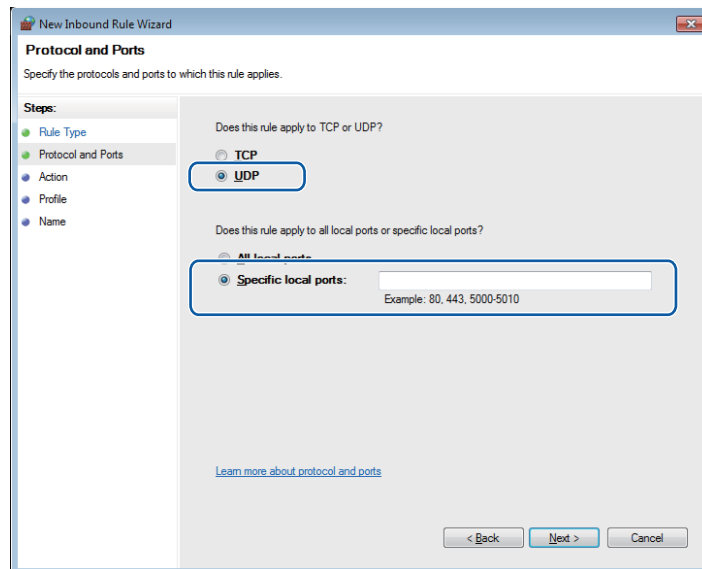 New Inbound Rule Wizard
Protocol and Ports
Specify the protocols and ports to which this rule applies.
Steps:
Rule Type
Protocol and Ports
Action
Profile
Name
Does this rule apply to TCP or UDP?
TCP
UDP
Does this rule apply to all local ports or specific local ports?
All local ports
Specific local ports:
Example: 80, 443, 5000-5010
Learn more about protocol and ports
< Back
Next >
Cancel